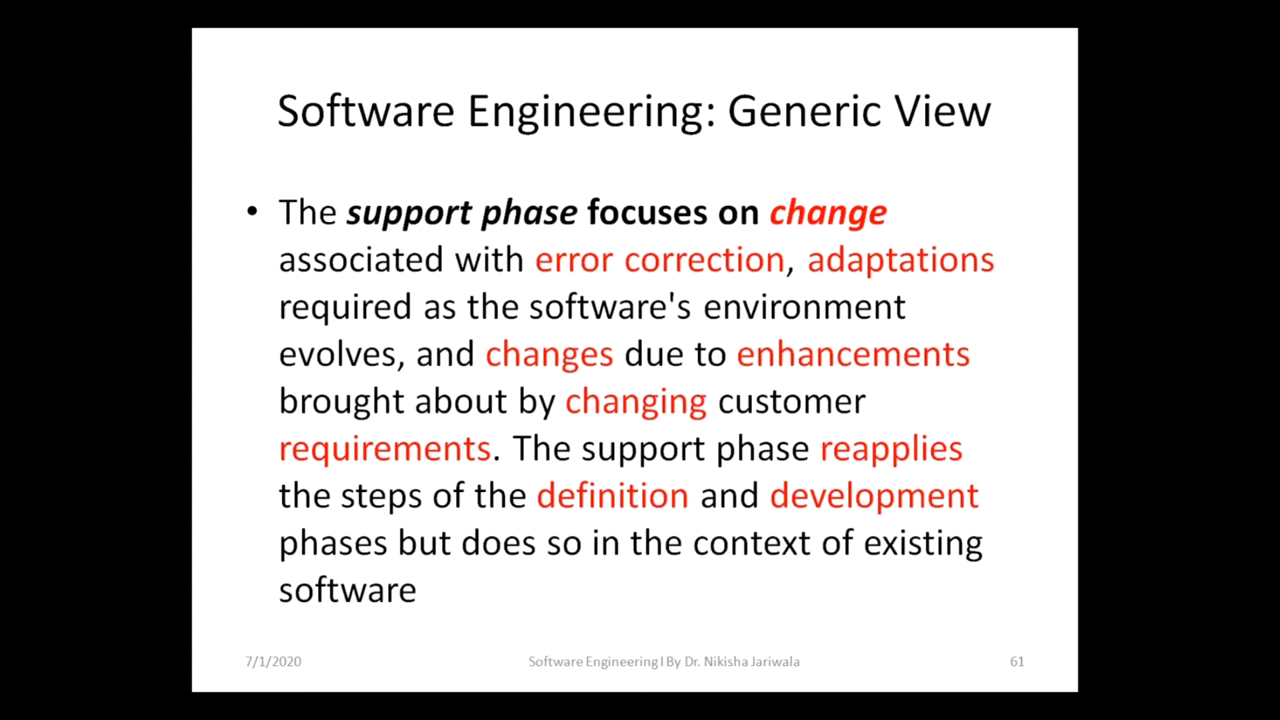 Software Engineering: Generic View
• The support phase focuses on change
associated with error correction, adaptations
required as the software's environment
evolves, and changes due to enhancements
brought about by changing customer
requirements. The support phase reapplies
the steps of the definition and development
phases but does so in the context of existing
software
7/1/2020
Software Engineering I By Dr. Nikisha Jariwala
61